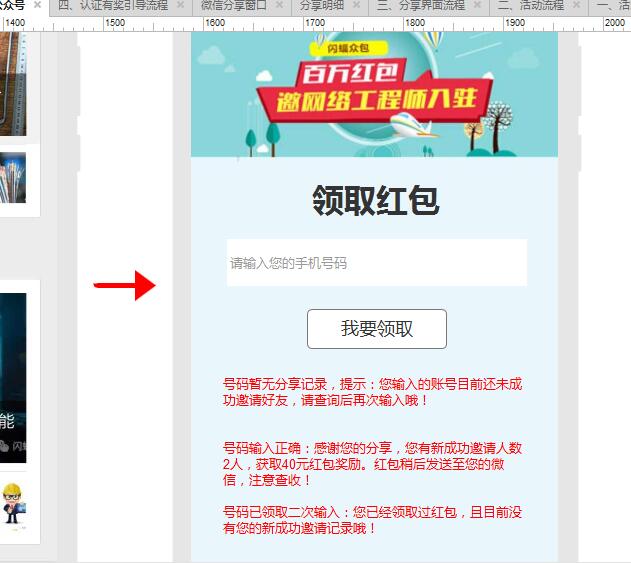 公众号
四、认证有奖引导流程
微信分享窗口
分享明细
三、分享界面流程
二、活动流程
一、活
1400
1500
1600
1700
1800
1900
2000
闪蝠众包
百万红包
邀网络工程师入驻
领取红包
请输入您的手机号码
我要领取
号码暂无分享记录，提示：您输入的账号目前还未成
功邀请好友，请查询后再次输入哦！
能
闪
号码输入正确：感谢您的分享，您有新成功邀请人数
2人，获取40元红包奖励。红包稍后发送至您的微
信，注意查收！
号码已领取二次输入：您已经领取过红包，且目前没
有您的新成功邀请记录哦！